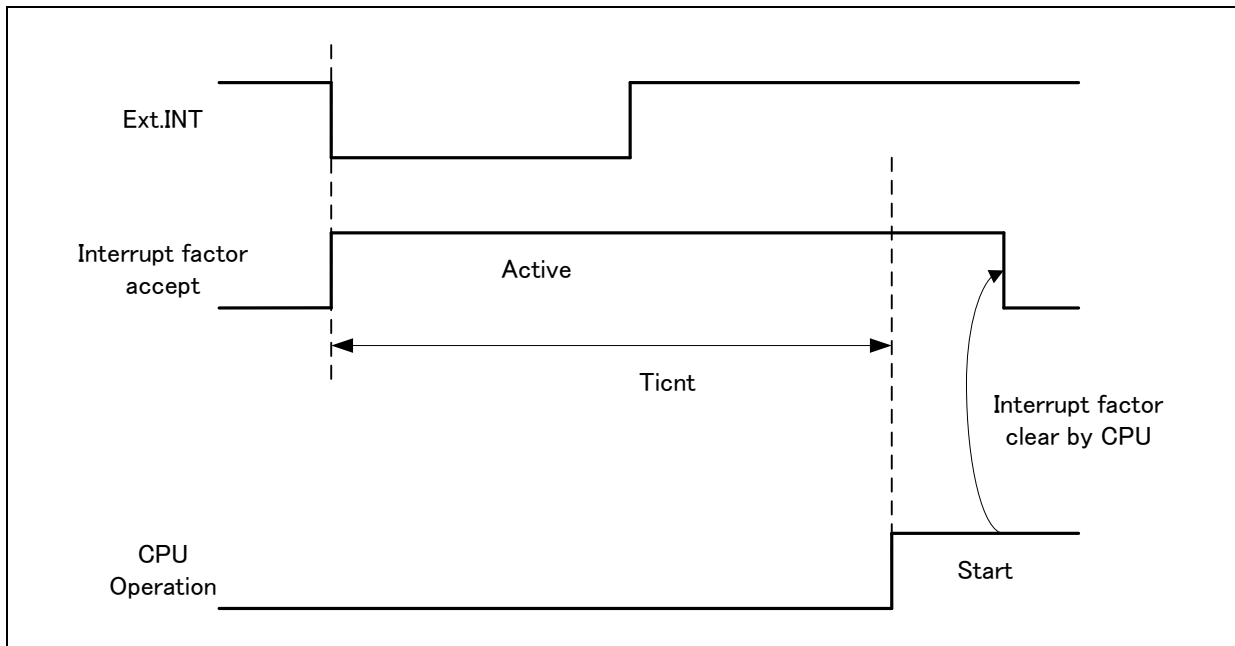 Ext.INT
Interrupt factor
accept
Active
Ticnt
Interrupt factor
clear by CPU
CPU
Operation
Start